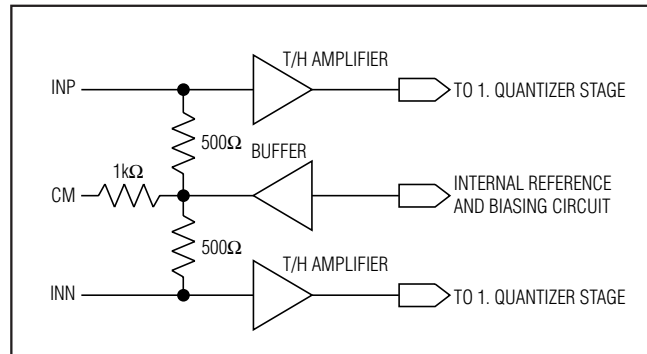 T/H AMPLIFIER
INP
TO 1. QUANTIZER STAGE
500Ω
BUFFER
1kΩ
CM
INTERNAL REFERENCE
AND BIASING CIRCUIT
500Ω
T/H AMPLIFIER
INN
TO 1. QUANTIZER STAGE